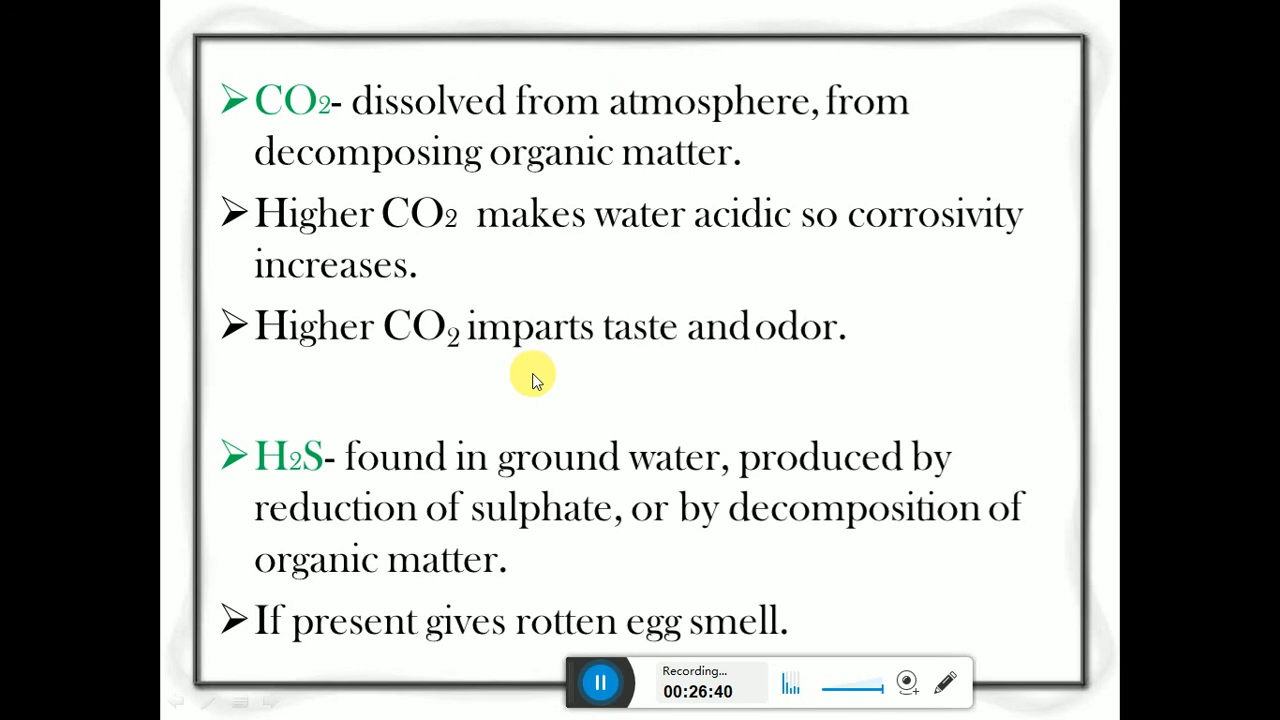 CO2- dissolved from atmosphere, from
decomposing organic matter.
Higher CO2 makes water acidic so corrosivity
increases.
Higher CO₂ imparts taste and odor.
H2S- found in ground water, produced by
reduction of sulphate, or by decomposition of
organic matter.
If present gives rotten egg smell.
Recording...
00:26:40